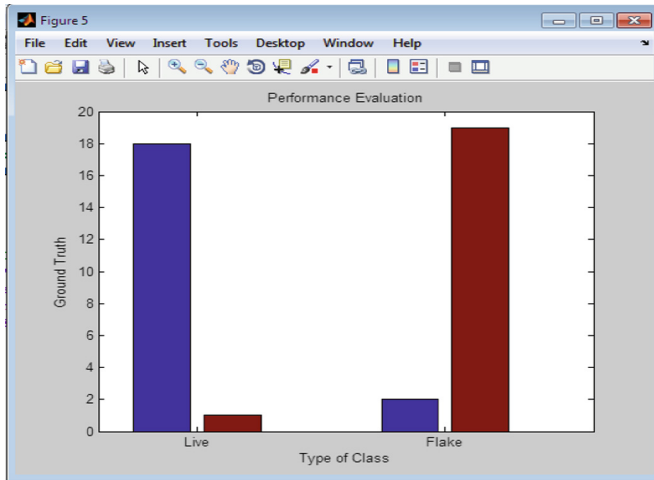 Figure 5
File Edit View Insert Tools Desktop Window Help
Performance Evaluation
20
18
16
14
12
10
8
6
4
2
0
Ground Truth
Live Flake
Type of Class